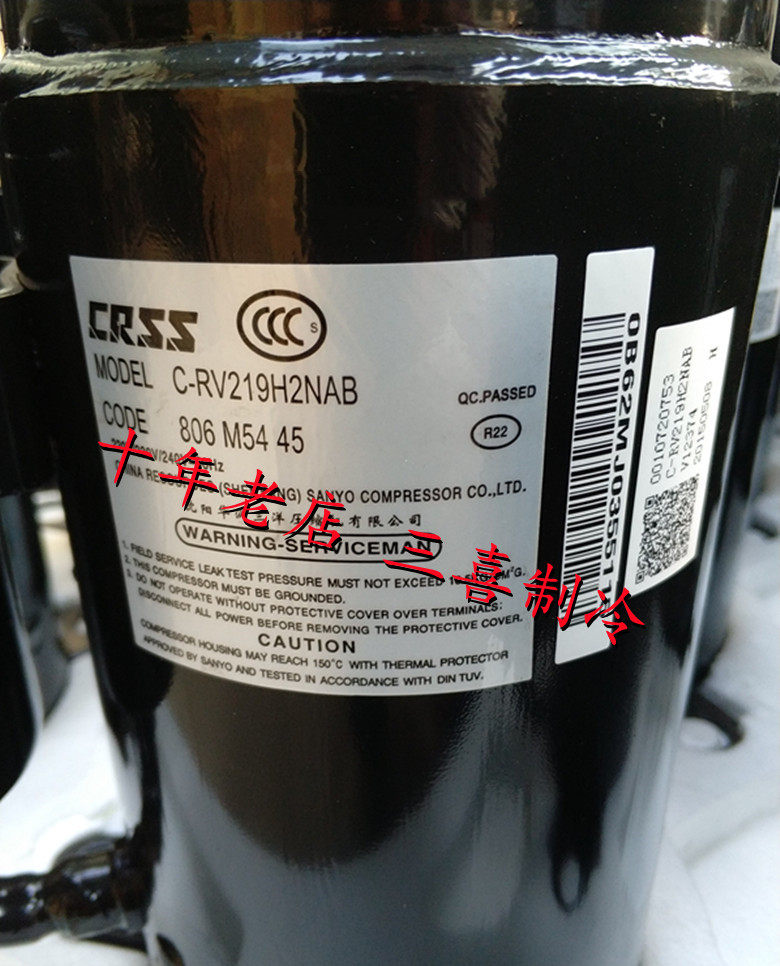 CRSS
CCC S
MODEL C-RV219H2NAB
QC.PASSED
CODE 806 M54 45
R22
SANYO COMPRESSOR CO.,LTD.
有限公司
WARNING-SERVICEMAN
1. FIELD SERVICE LEAK TEST PRESSURE MUST NOT EXCEED
2. THIS COMPRESSOR MUST BE GROUNDED.
3. DO NOT OPERATE WITHOUT PROTECTIVE COVER OVER TERMINALS;
DISCONNECT ALL POWER BEFORE REMOVING THE PROTECTIVE COVER.
CAUTION
COMPRESSOR HOUSING MAY REACH 150°C WITH THERMAL PROTECTOR
APPROVED BY SANYO AND TESTED IN ACCORDANCE WITH DIN TUV.
0B62MJ03551
0010720753
C-RV219H2NAB
V12374
20150508 H
十年老店 三喜制冷